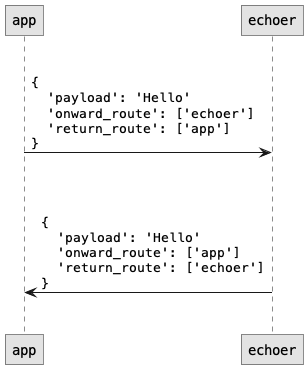 app echoer
{
  'payload': 'Hello'
  'onward_route': ['echoer']
  'return_route': ['app']
}
{
  'payload': 'Hello'
  'onward_route': ['app']
  'return_route': ['echoer']
}
app echoer